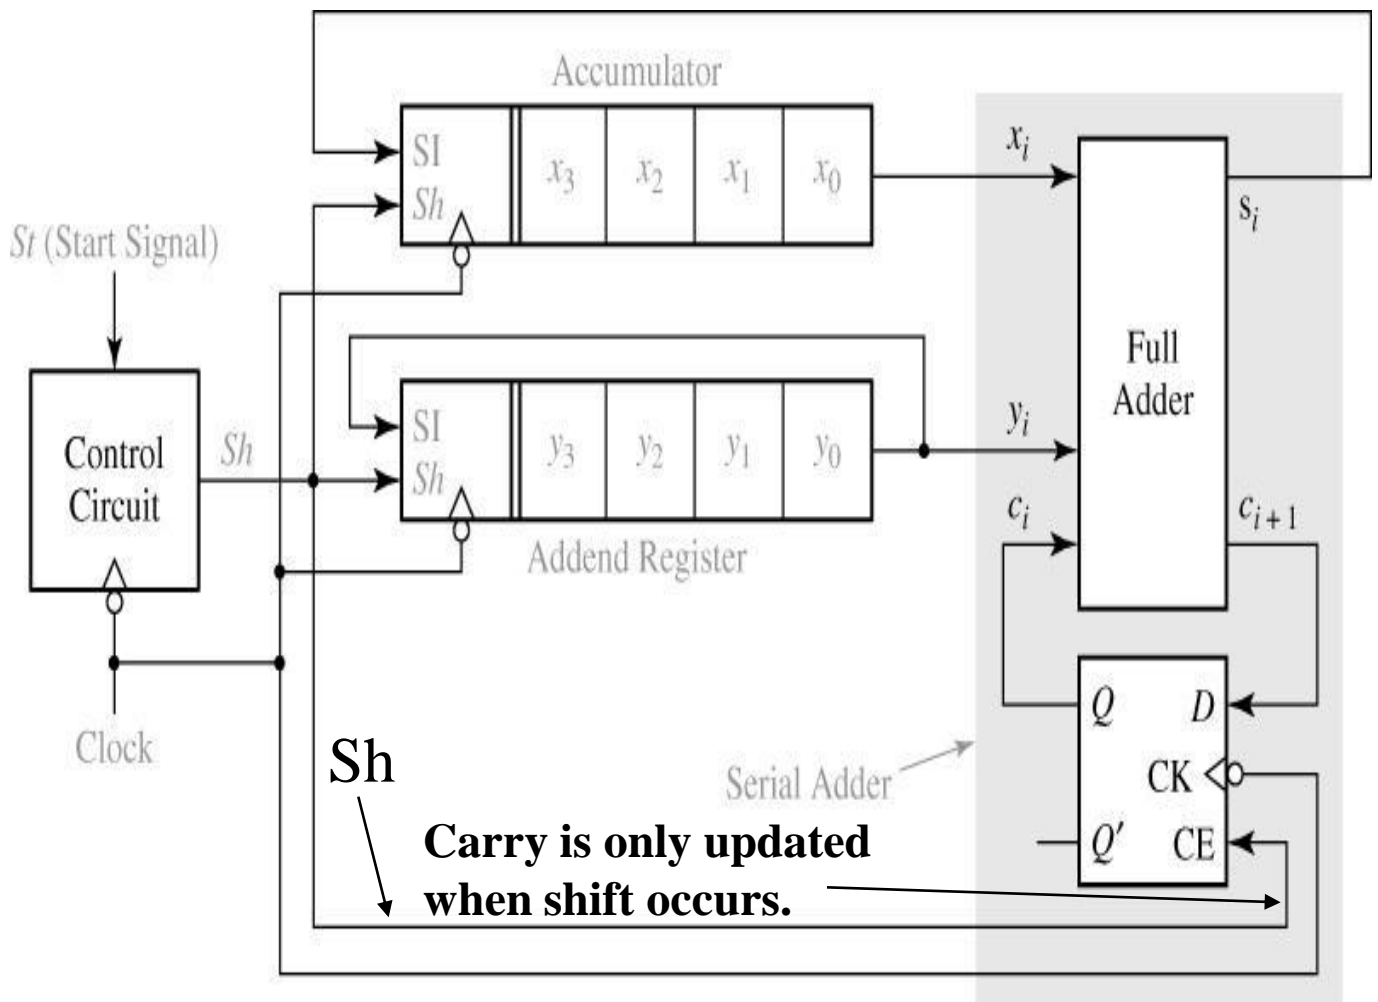 Accumulator
SI
Sh
x₃ x₂ x₁ x₀
xᵢ
sᵢ
St (Start Signal)
Full
Adder
Control
Circuit
Sh
SI
Sh
y₃ y₂ y₁ y₀
yᵢ
cᵢ
cᵢ₊₁
Addend Register
Clock
Sh
Serial Adder
Q D
CK
Q′ CE
Carry is only updated
when shift occurs.